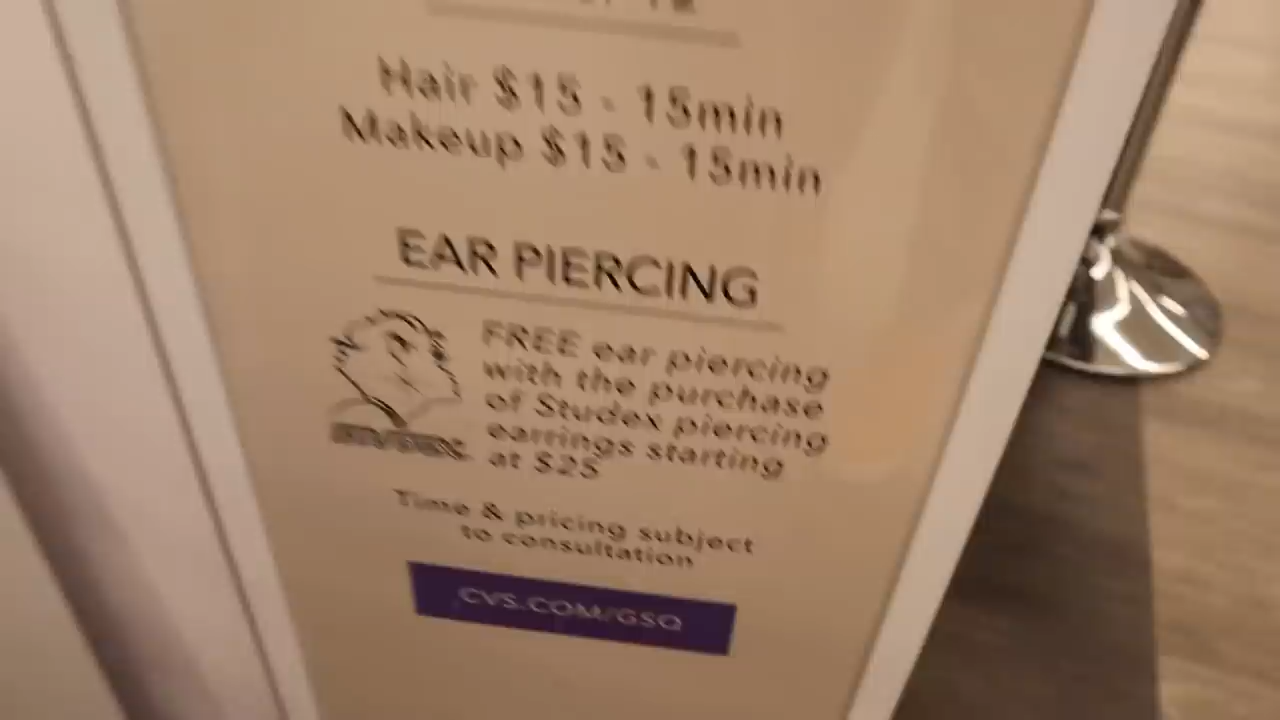 Hair $15 - 15min
Makeup $15 - 15min
EAR PIERCING
FREE ear piercing
with the purchase
of Studex piercing
earrings starting
at $25
Time & pricing subject
to consultation
CVS.COM/GSQ